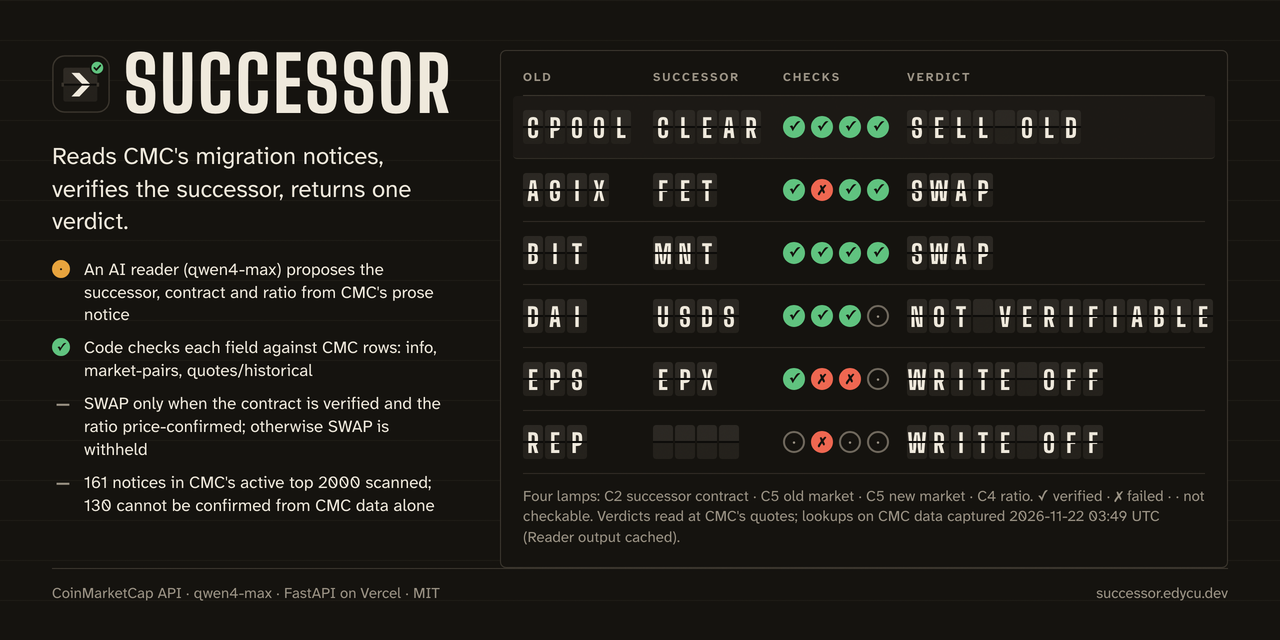 SUCCESSOR
Reads CMC's migration notices,
verifies the successor, returns one
verdict.
An AI reader (qwen4-max) proposes the
successor, contract and ratio from CMC's prose
notice
✓ Code checks each field against CMC rows: info,
market-pairs, quotes/historical
— SWAP only when the contract is verified and the
ratio price-confirmed; otherwise SWAP is
withheld
— 161 notices in CMC's active top 2000 scanned;
130 cannot be confirmed from CMC data alone
OLD SUCCESSOR CHECKS VERDICT
CPOOL CLEAR ✓ ✓ ✓ ✓ SELL OLD
AGIX FET ✓ ✗ ✓ ✓ SWAP
BIT MNT ✓ ✓ ✓ ✓ SWAP
DAI USDS ✓ ✓ ✓ · NOT VERIFIABLE
EPS EPX ✓ ✗ ✗ · WRITE OFF
REP · ✗ · · WRITE OFF
Four lamps: C2 successor contract · C5 old market · C5 new market · C4 ratio. ✓ verified · ✗ failed · · not
checkable. Verdicts read at CMC's quotes; lookups on CMC data captured 2026-11-22 03:49 UTC
(Reader output cached).
CoinMarketCap API · qwen4-max · FastAPI on Vercel · MIT
successor.edycu.dev